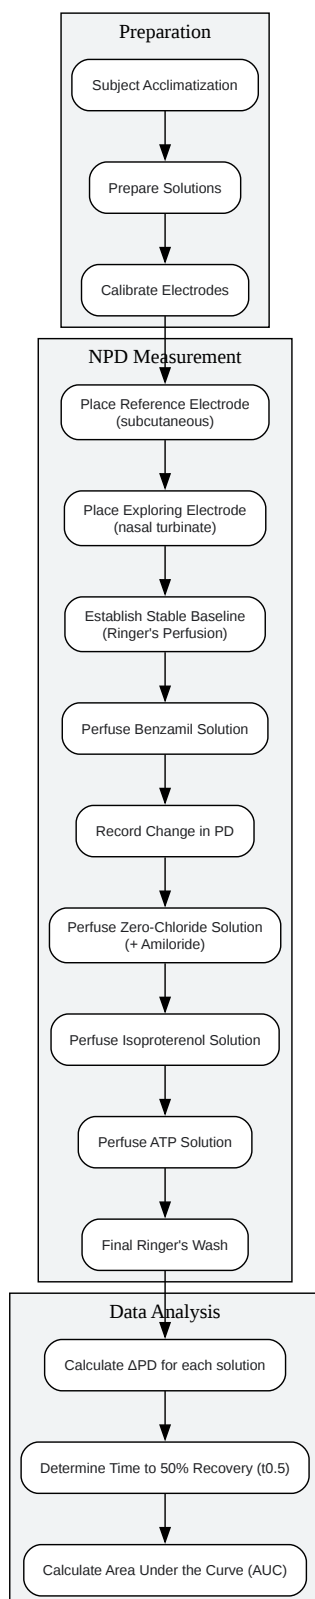 Preparation
Subject Acclimatization
Prepare Solutions
Calibrate Electrodes
NPD Measurement
Place Reference Electrode
(subcutaneous)
Place Exploring Electrode
(nasal turbinate)
Establish Stable Baseline
(Ringer's Perfusion)
Perfuse Benzamil Solution
Record Change in PD
Perfuse Zero-Chloride Solution
(+ Amiloride)
Perfuse Isoproterenol Solution
Perfuse ATP Solution
Final Ringer's Wash
Data Analysis
Calculate ΔPD for each solution
Determine Time to 50% Recovery (t0.5)
Calculate Area Under the Curve (AUC)